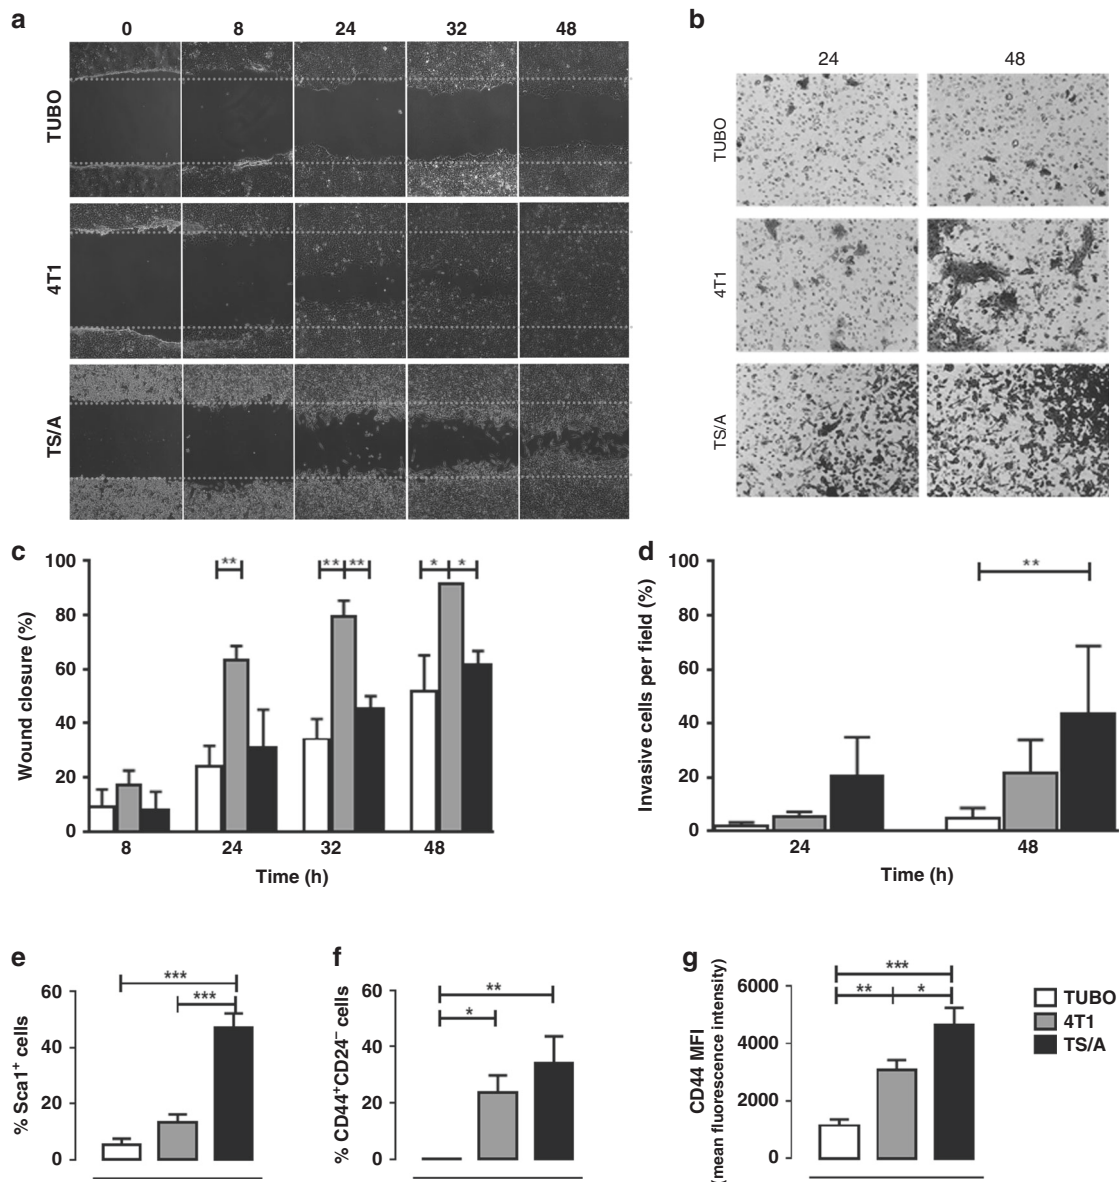 a
0 8 24 32 48
TUBO
4T1
TS/A
b
24 48
TUBO
4T1
TS/A
c
Wound closure (%)
100
80
60
40
20
0
** ** ** * *
8 24 32 48
Time (h)
d
Invasive cells per field (%)
100
80
60
40
20
0
**
24 48
Time (h)
e
% Sca1⁺ cells
60
40
20
0
***
***
f
% CD44⁺CD24⁻ cells
60
40
20
0
**
*
g
CD44 MFI
(mean fluorescence intensity)
6000
4000
2000
0
***
** *
TUBO
4T1
TS/A